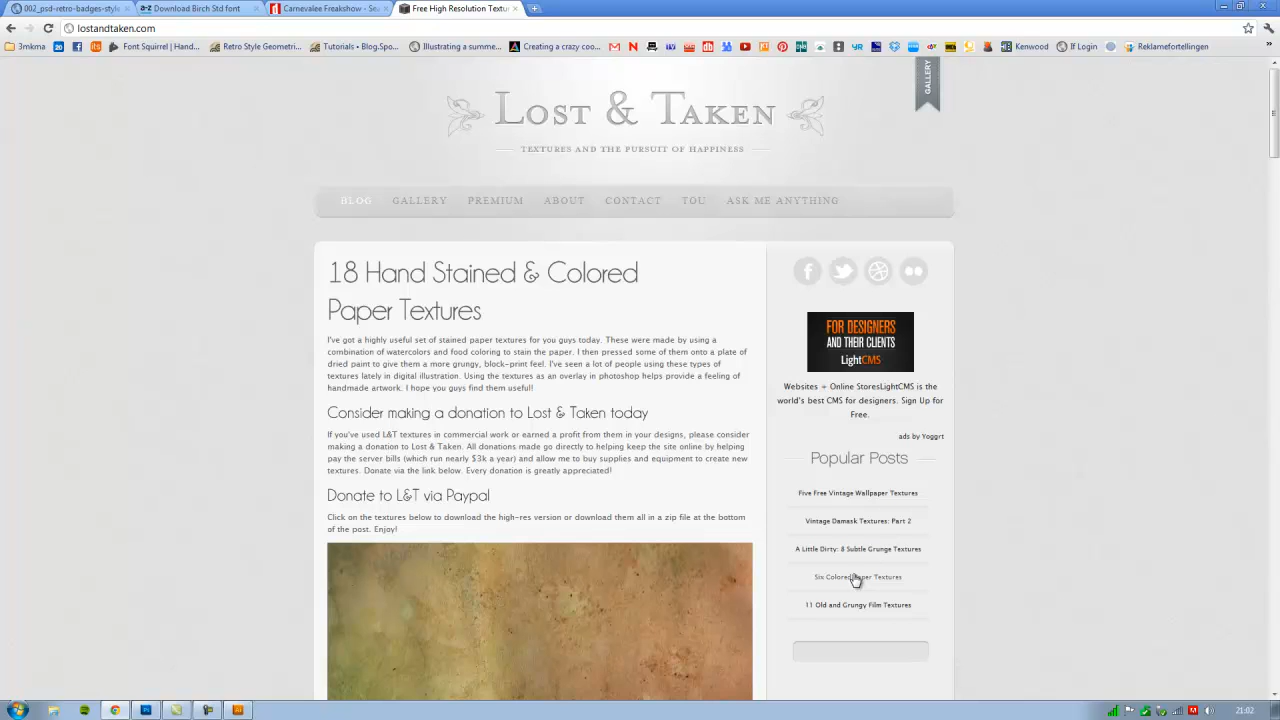 002_psd-retro-badges-style
Download Birch Std font
Carnevalee Freakshow - Sea
Free High Resolution Textur
lostandtaken.com
3mkma
Font Squirrel | Hand...
Retro Style Geometri...
Tutorials • Blog.Spo...
Illustrating a summe...
Creating a crazy coo...
Kenwood
If Login
Reklamefortellingen
GALLERY
LOST & TAKEN
TEXTURES AND THE PURSUIT OF HAPPINESS
BLOG GALLERY PREMIUM ABOUT CONTACT TOU ASK ME ANYTHING
18 Hand Stained & Colored
Paper Textures
I've got a highly useful set of stained paper textures for you guys today. These were made by using a
combination of watercolors and food coloring to stain the paper. I then pressed some of them onto a plate of
dried paint to give them a more grungy, block-print feel. I've seen a lot of people using these types of
textures lately in digital illustration. Using the textures as an overlay in photoshop helps provide a feeling of
handmade artwork. I hope you guys find them useful!
Consider making a donation to Lost & Taken today
If you've used L&T textures in commercial work or earned a profit from them in your designs, please consider
making a donation to Lost & Taken. All donations made go directly to helping keep the site online by helping
pay the server bills (which run nearly $3k a year) and allow me to buy supplies and equipment to create new
textures. Donate via the link below. Every donation is greatly appreciated!
Donate to L&T via Paypal
Click on the textures below to download the high-res version or download them all in a zip file at the bottom
of the post. Enjoy!
FOR DESIGNERS
AND THEIR CLIENTS
LightCMS
Websites + Online StoresLightCMS is the
world's best CMS for designers. Sign Up for
Free.
ads by Yoggrt
Popular Posts
Five Free Vintage Wallpaper Textures
Vintage Damask Textures: Part 2
A Little Dirty: 8 Subtle Grunge Textures
Six Colored Paper Textures
11 Old and Grungy Film Textures
21:02